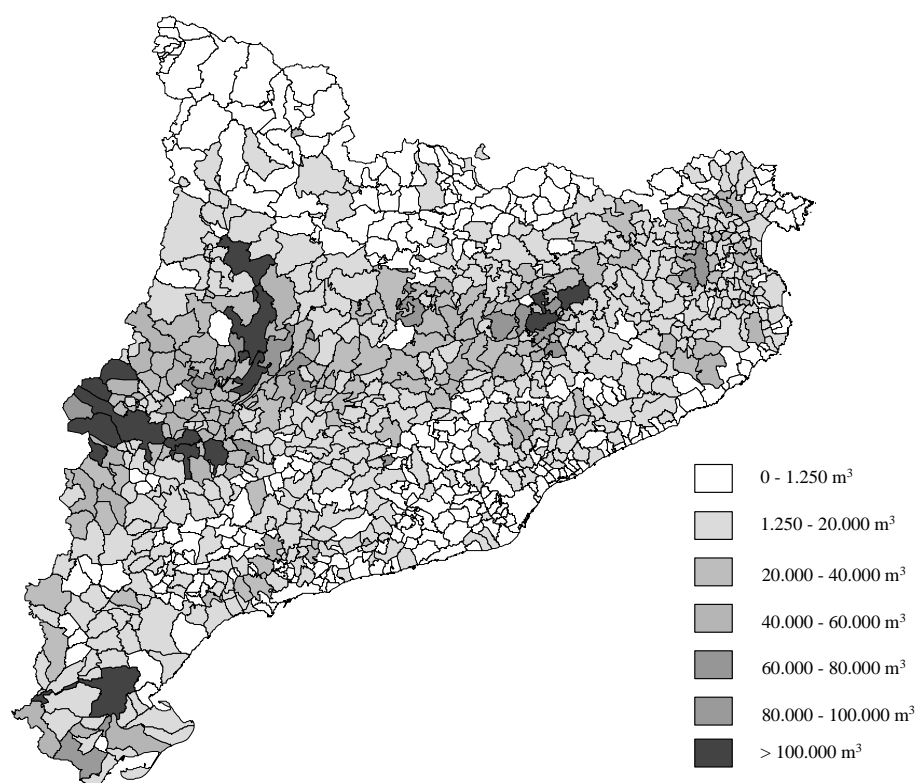 0 - 1.250 m³
1.250 - 20.000 m³
20.000 - 40.000 m³
40.000 - 60.000 m³
60.000 - 80.000 m³
80.000 - 100.000 m³
> 100.000 m³